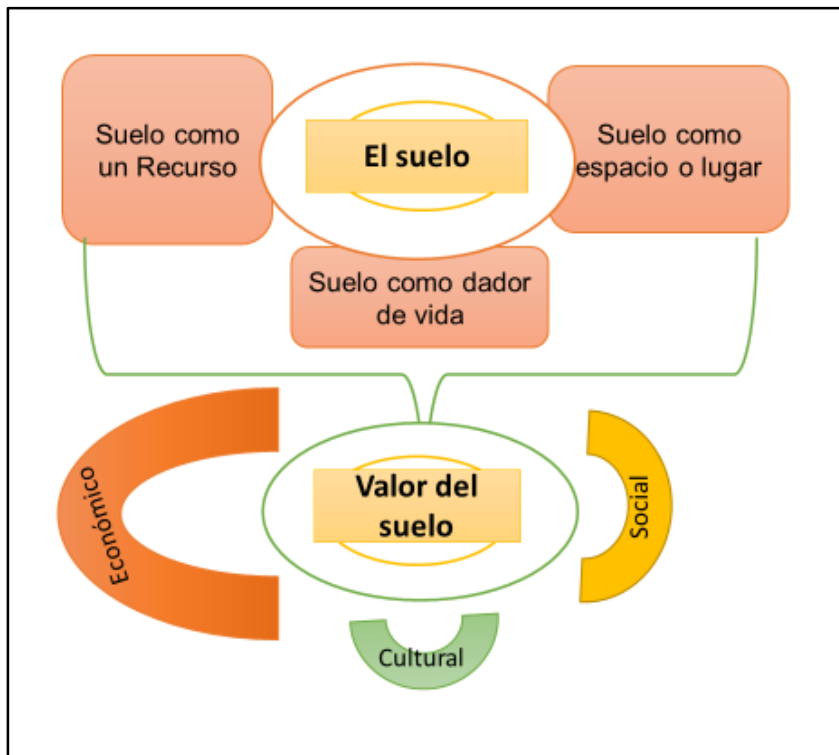 Suelo como
un Recurso
El suelo
Suelo como
espacio o lugar
Suelo como dador
de vida
Económico
Valor del
suelo
Social
Cultural